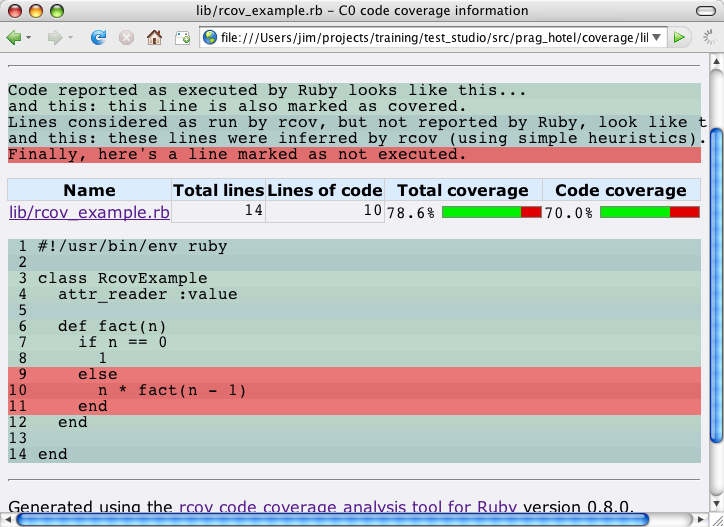 lib/rcov_example.rb - C0 code coverage information
file:///Users/jim/projects/training/test_studio/src/prag_hotel/coverage/lil
Code reported as executed by Ruby looks like this...
and this: this line is also marked as covered.
Lines considered as run by rcov, but not reported by Ruby, look like t
and this: these lines were inferred by rcov (using simple heuristics).
Finally, here's a line marked as not executed.
Name Total lines Lines of code Total coverage Code coverage
lib/rcov_example.rb 14 10 78.6% 70.0%
1 #!/usr/bin/env ruby
2
3 class RcovExample
4   attr_reader :value
5
6   def fact(n)
7     if n == 0
8       1
9     else
10       n * fact(n - 1)
11     end
12   end
13
14 end
Generated using the rcov code coverage analysis tool for Ruby version 0.8.0.